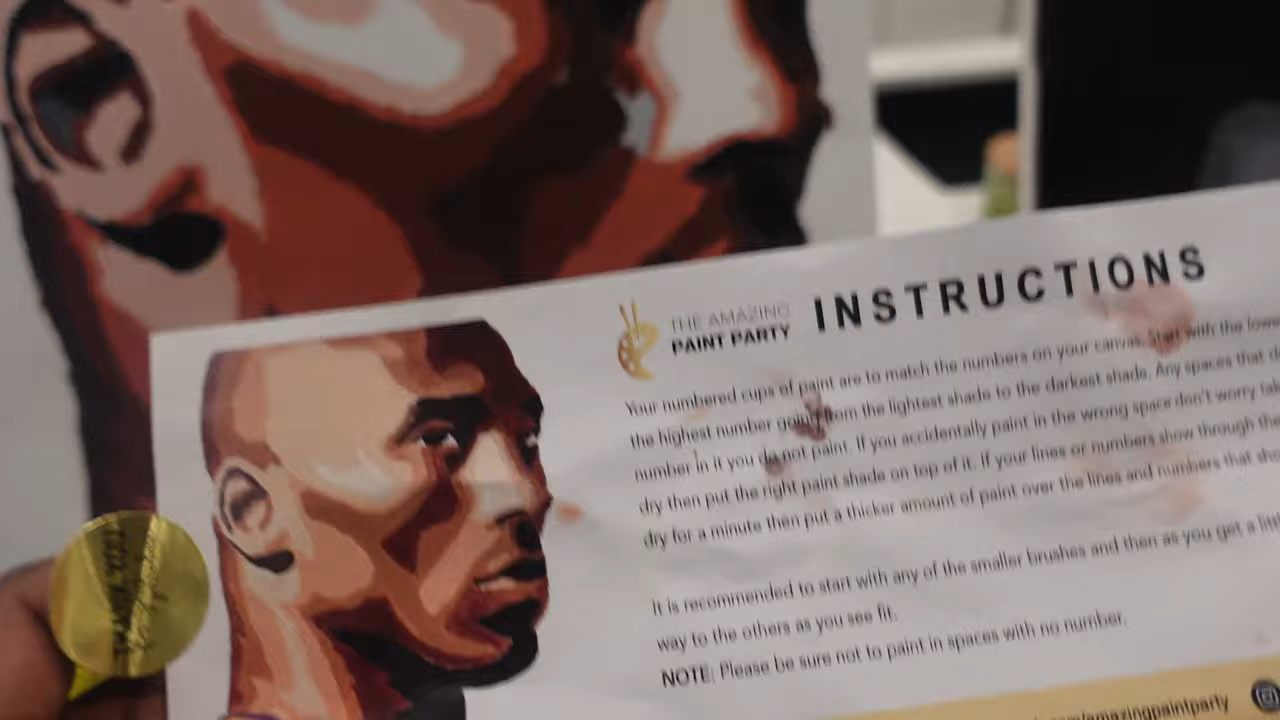 THE AMAZING
PAINT PARTY
INSTRUCTIONS
Your numbered cups of paint are to match the numbers on your canvas. Start with the lowe
the highest number going from the lightest shade to the darkest shade. Any spaces that d
number in it you do not paint. If you accidentally paint in the wrong space don't worry
dry then put the right paint shade on top of it. If your lines or numbers show through the
dry for a minute then put a thicker amount of paint over the lines and numbers that
It is recommended to start with any of the smaller brushes and then as you get a
way to the others as you see fit.
NOTE: Please be sure not to paint in spaces with no number.
THANK YOU
com/amazingpaintparty